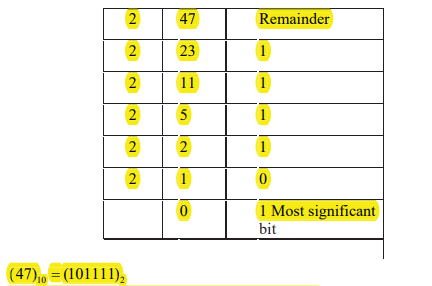 2 47 Remainder
2 23 1
2 11 1
2 5 1
2 2 1
2 1 0
0 1 Most significant
bit
(47)₁₀ = (101111)₂